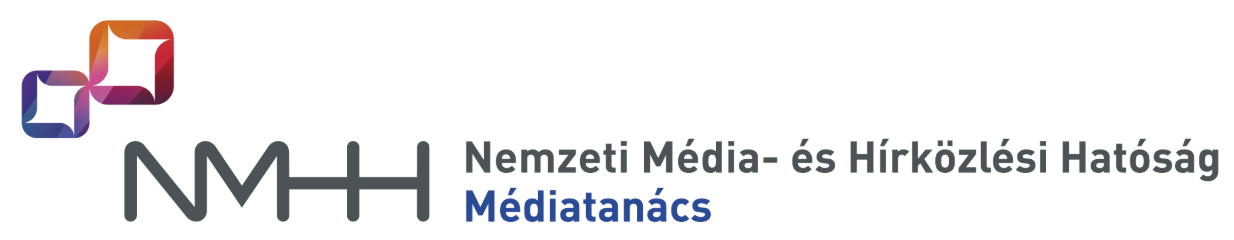 NMHH
Nemzeti Média- és Hírközlési Hatóság
Médiatanács